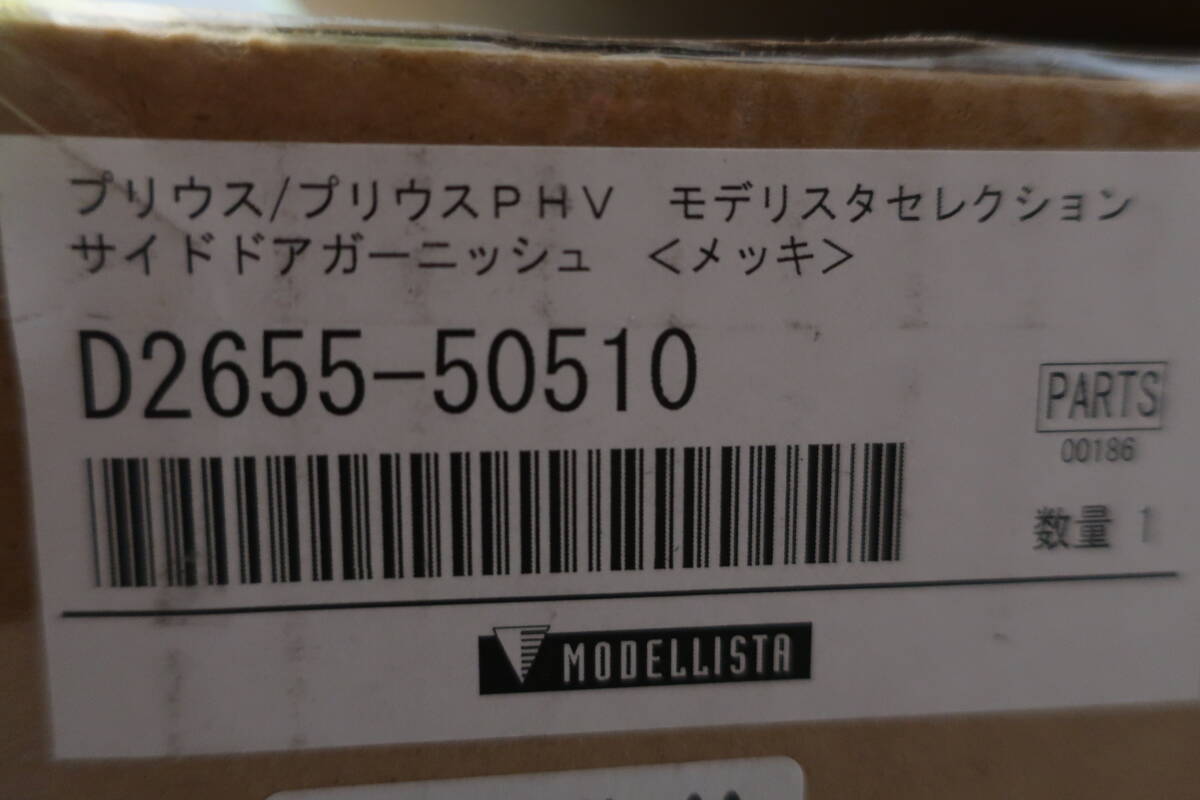 プリウス/プリウスＰＨＶ　モデリスタセレクション
サイドドアガーニッシュ　＜メッキ＞
D2655-50510
PARTS
00186
数量 1
MODELLISTA